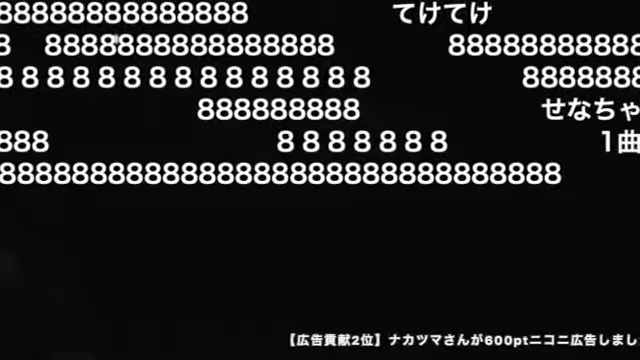 88888888888888 てけてけ
8 8888888888888888 88888888888
8 8 8 8 8 8 8 8 8 8 8 8 8 8 8 8888888
888888888 せなちゃ
888 8 8 8 8 8 8 8 1曲
8888888888888888888888888888888
【広告貢献2位】ナカツマさんが600ptニコニ広告しまし